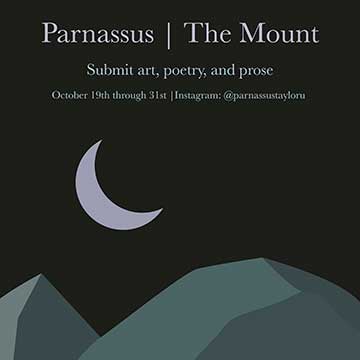 Parnassus | The Mount
Submit art, poetry, and prose
October 19th through 31st |Instagram: @parnassustayloru